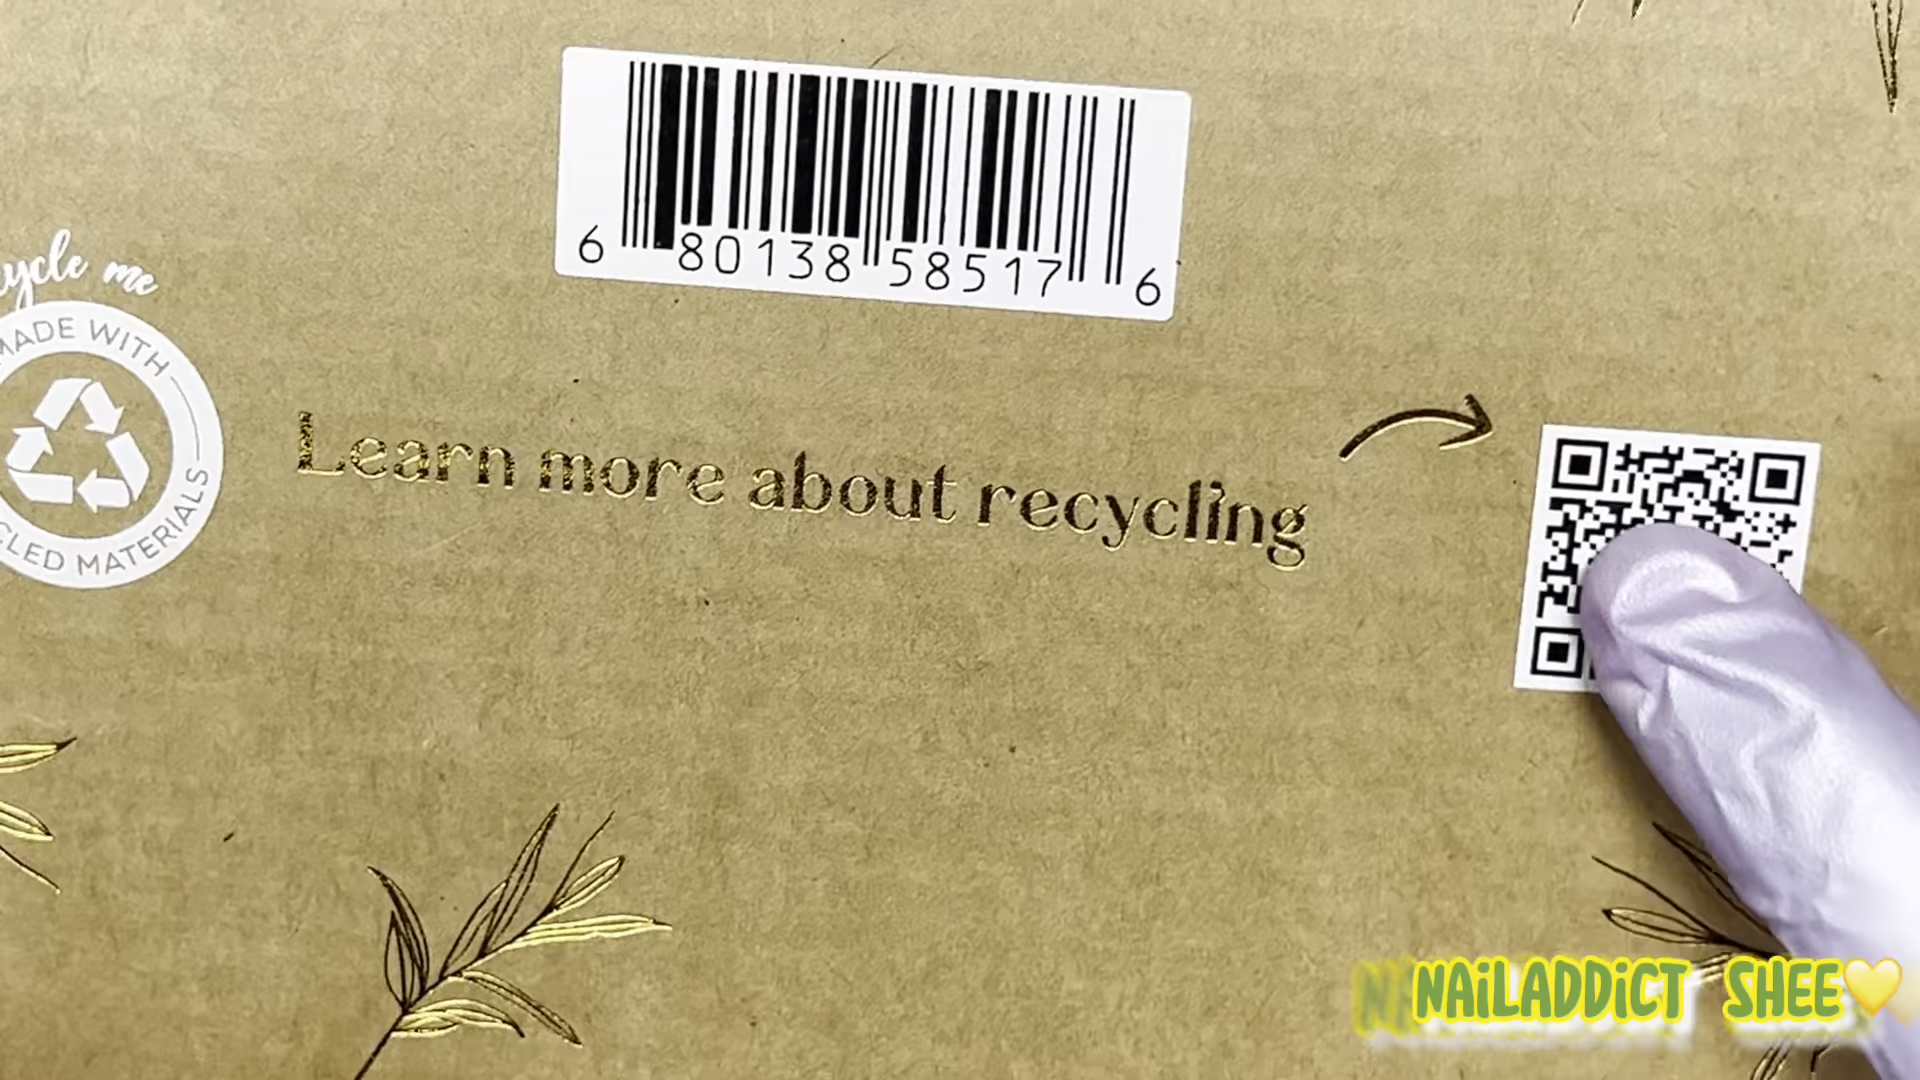 6 80138 58517 6
ycle me
MADE WITH
CLED MATERIALS
Learn more about recycling
NAiLADDiCT SHEE💛